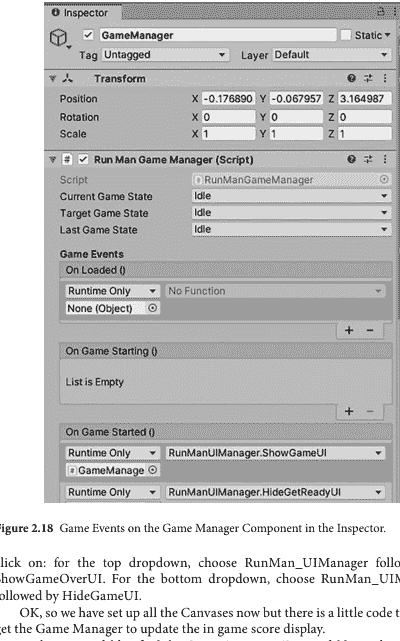 Inspector
GameManager Static
Tag Untagged Layer Default
Transform
Position X -0.176890 Y -0.067957 Z 3.164987
Rotation X 0 Y 0 Z 0
Scale X 1 Y 1 Z 1
# Run Man Game Manager (Script)
Script # RunManGameManager
Current Game State Idle
Target Game State Idle
Last Game State Idle
Game Events
On Loaded ()
Runtime Only No Function
None (Object)
+ −
On Game Starting ()
List is Empty
+ −
On Game Started ()
Runtime Only RunManUIManager.ShowGameUI
# GameManage
Runtime Only RunManUIManager.HideGetReadyUI
Figure 2.18 Game Events on the Game Manager Component in the Inspector.
lick on: for the top dropdown, choose RunMan_UIManager follo
ShowGameOverUI. For the bottom dropdown, choose RunMan_UIM
followed by HideGameUI.
OK, so we have set up all the Canvases now but there is a little code t
get the Game Manager to update the in game score display.